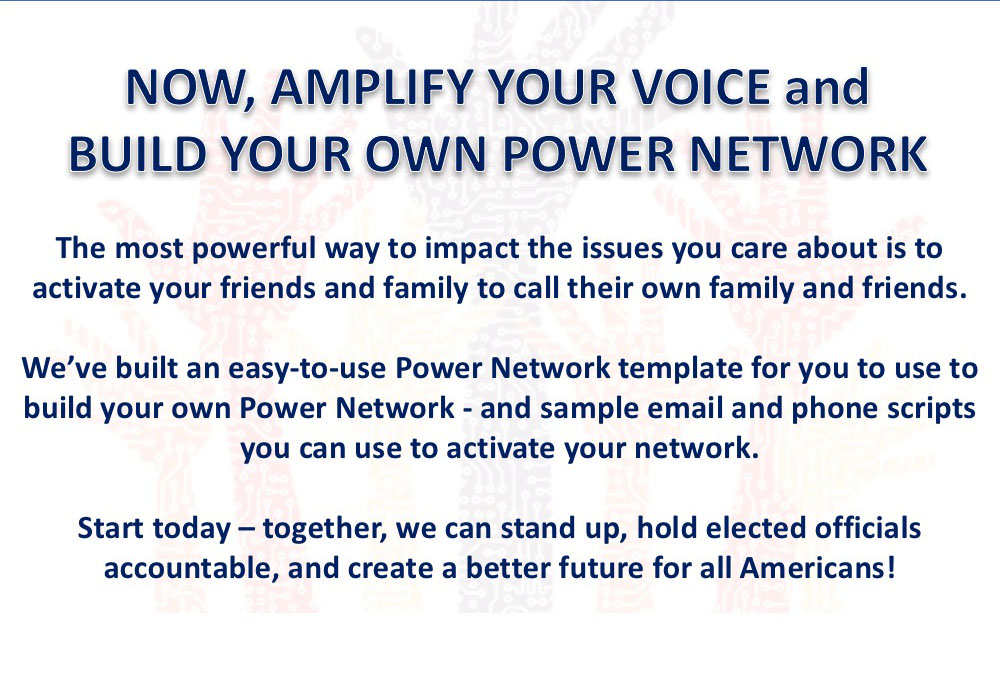 NOW, AMPLIFY YOUR VOICE and
BUILD YOUR OWN POWER NETWORK
The most powerful way to impact the issues you care about is to
activate your friends and family to call their own family and friends.
We’ve built an easy-to-use Power Network template for you to use to
build your own Power Network - and sample email and phone scripts
you can use to activate your network.
Start today – together, we can stand up, hold elected officials
accountable, and create a better future for all Americans!